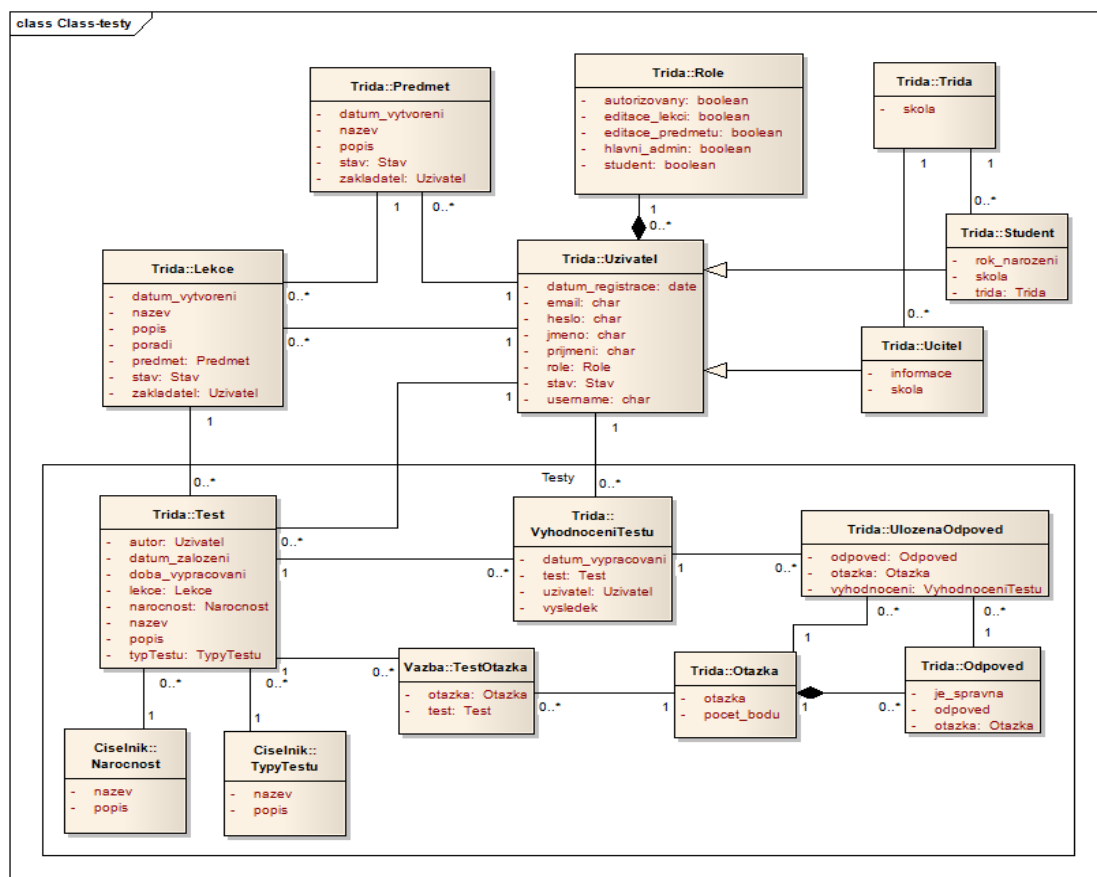 class Class-testy
Trida::Predmet
- datum_vytvoreni
- nazev
- popis
- stav: Stav
- zakladatel: Uzivatel
1
0..*
Trida::Role
- autorizovany: boolean
- editace_lekci: boolean
- editace_predmetu: boolean
- hlavni_admin: boolean
- student: boolean
1
0..*
Trida::Trida
- skola
1
1
0..*
Trida::Student
- rok_narozeni
- skola
- trida: Trida
Trida::Lekce
- datum_vytvoreni
- nazev
- popis
- poradi
- predmet: Predmet
- stav: Stav
- zakladatel: Uzivatel
0..*
0..*
1
Trida::Uzivatel
- datum_registrace: date
- email: char
- heslo: char
- jmeno: char
- prijmeni: char
- role: Role
- stav: Stav
- username: char
1
1
1
1
0..*
Trida::Ucitel
- informace
- skola
Testy
0..*
0..*
Trida::Test
- autor: Uzivatel
- datum_zalozeni
- doba_vypracovani
- lekce: Lekce
- narocnost: Narocnost
- nazev
- popis
- typTestu: TypyTestu
0..*
1
0..*
1
0..*
0..*
0..*
Trida::
VyhodnoceniTestu
- datum_vypracovani
- test: Test
- uzivatel: Uzivatel
- vysledek
1
0..*
Trida::UlozenaOdpoved
- odpoved: Odpoved
- otazka: Otazka
- vyhodnoceni: VyhodnoceniTestu
0..*
0..*
1
1
Vazba::TestOtazka
- otazka: Otazka
- test: Test
0..*
1
Trida::Otazka
- otazka
- pocet_bodu
1
0..*
Trida::Odpoved
- je_spravna
- odpoved
- otazka: Otazka
1
1
Ciselnik::
Narocnost
- nazev
- popis
Ciselnik::
TypyTestu
- nazev
- popis